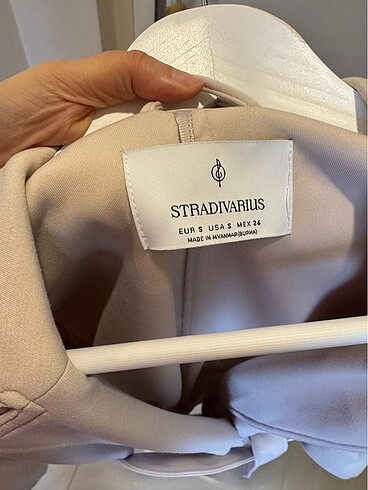 STRADIVARIUS
EUR S USA S MEX 26
MADE IN MYANMAR(BURMA)